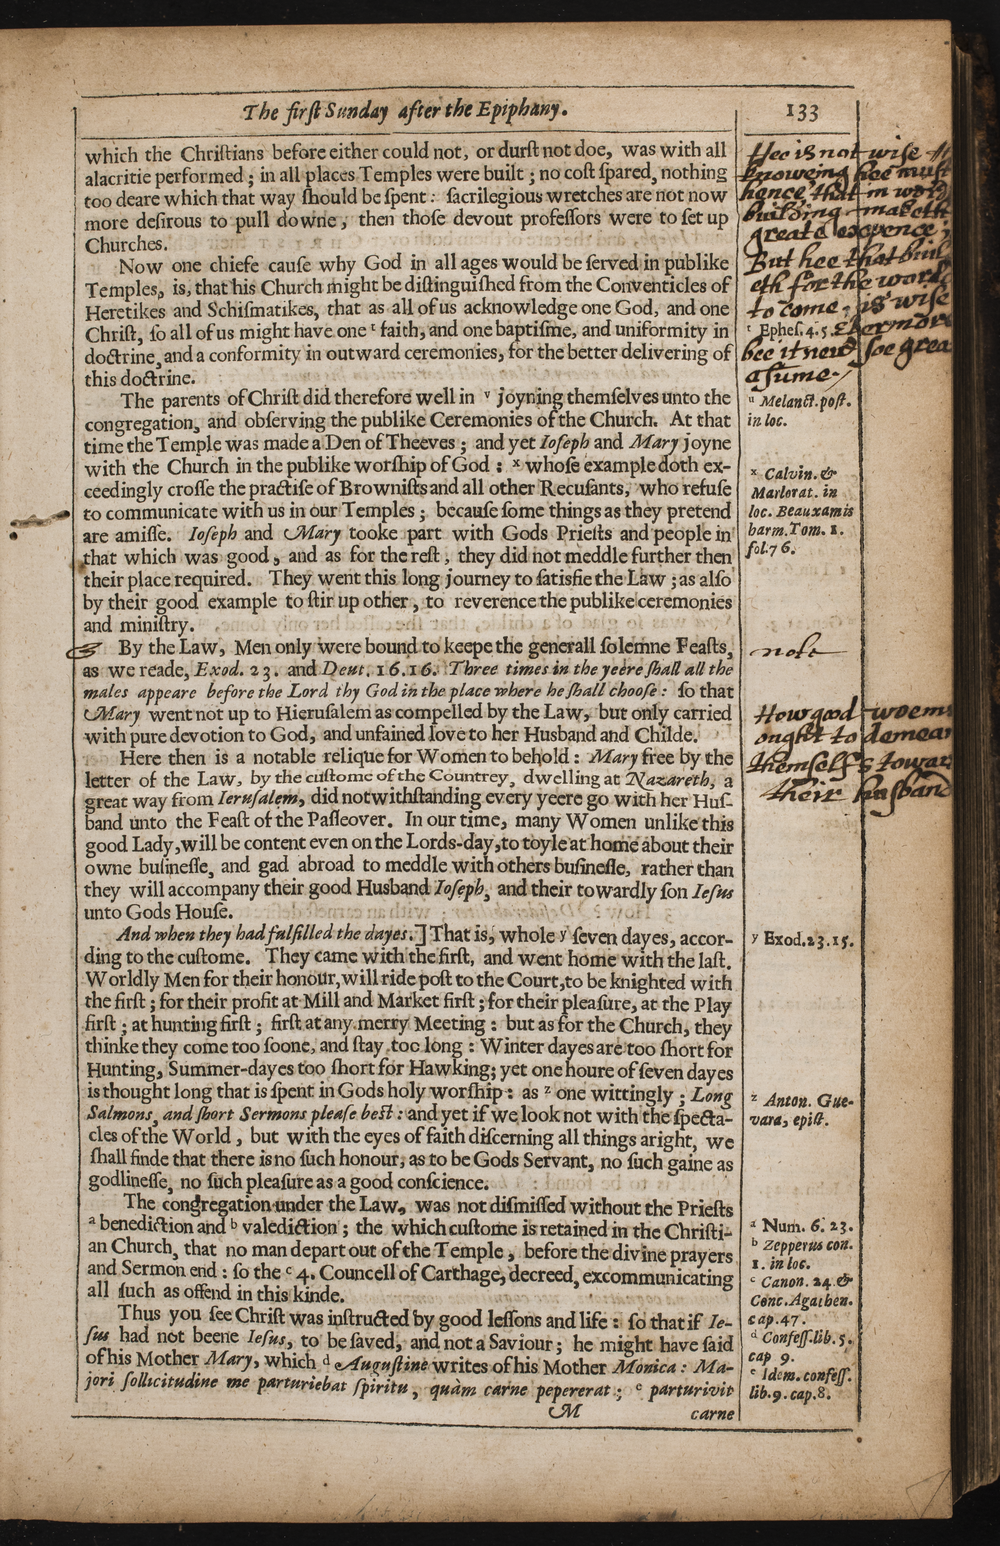 The firſt Sunday after the Epiphany.
133
which the Chriſtians before either could not, or durſt not doe, was with all
alacritie performed; in all places Temples were built; no coſt ſpared, nothing
too deare which that way ſhould be ſpent: ſacrilegious wretches are not now
more deſirous to pull downe, then thoſe devout profeſſors were to ſet up
Churches.
Now one chiefe cauſe why God in all ages would be ſerved in publike
Temples, is, that his Church might be diſtinguiſhed from the Conventicles of
Heretikes and Schiſmatikes, that as all of us acknowledge one God, and one
Chriſt, ſo all of us might have one t faith, and one baptiſme, and uniformity in
doctrine, and a conformity in outward ceremonies, for the better delivering of
this doctrine.
The parents of Chriſt did therefore well in v joyning themſelves unto the
congregation, and obſerving the publike Ceremonies of the Church. At that
time the Temple was made a Den of Theeves; and yet Ioſeph and Mary joyne
with the Church in the publike worſhip of God: x whoſe example doth ex-
ceedingly croſſe the practiſe of Browniſts and all other Recuſants, who refuſe
to communicate with us in our Temples; becauſe ſome things as they pretend
are amiſſe. Ioſeph and Mary tooke part with Gods Prieſts and people in
that which was good, and as for the reſt, they did not meddle further then
their place required. They went this long journey to ſatisfie the Law; as alſo
by their good example to ſtir up other, to reverence the publike ceremonies
and miniſtry.
By the Law, Men only were bound to keepe the generall ſolemne Feaſts,
as we reade, Exod. 23. and Deut. 16.16. Three times in the yeere ſhall all the
males appeare before the Lord thy God in the place where he ſhall chooſe: ſo that
Mary went not up to Hieruſalem as compelled by the Law, but only carried
with pure devotion to God, and unfained love to her Husband and Childe.
Here then is a notable relique for Women to behold: Mary free by the
letter of the Law, by the cuſtome of the Countrey, dwelling at Nazareth, a
great way from Ieruſalem, did notwithſtanding every yeere go with her Huſ-
band unto the Feaſt of the Paſſeover. In our time, many Women unlike this
good Lady, will be content even on the Lords-day, to toyle at home about their
owne buſineſſe, and gad abroad to meddle with others buſineſſe, rather than
they will accompany their good Husband Ioſeph, and their towardly ſon Ieſus
unto Gods Houſe.
And when they had fulfilled the dayes.] That is, whole y ſeven dayes, accor-
ding to the cuſtome. They came with the firſt, and went home with the laſt.
Worldly Men for their honour, will ride poſt to the Court, to be knighted with
the firſt; for their profit at Mill and Market firſt; for their pleaſure, at the Play
firſt; at hunting firſt; firſt at any merry Meeting: but as for the Church, they
thinke they come too ſoone, and ſtay too long: Winter dayes are too ſhort for
Hunting, Summer-dayes too ſhort for Hawking; yet one houre of ſeven dayes
is thought long that is ſpent in Gods holy worſhip: as z one wittingly; Long
Salmons, and ſhort Sermons pleaſe beſt: and yet if we look not with the ſpecta-
cles of the World, but with the eyes of faith diſcerning all things aright, we
ſhall finde that there is no ſuch honour, as to be Gods Servant, no ſuch gaine as
godlineſſe, no ſuch pleaſure as a good conſcience.
The congregation under the Law, was not diſmiſſed without the Prieſts
a benediction and b valediction; the which cuſtome is retained in the Chriſti-
an Church, that no man depart out of the Temple, before the divine prayers
and Sermon end: ſo the c 4. Councell of Carthage, decreed, excommunicating
all ſuch as offend in this kinde.
Thus you ſee Chriſt was inſtructed by good leſſons and life: ſo that if Ie-
ſus had not beene Ieſus, to be ſaved, and not a Saviour; he might have ſaid
of his Mother Mary, which d Auguſtine writes of his Mother Monica: Ma-
jori ſollicitudine me parturiebat ſpiritu, quàm carne pepererat; e parturivit
M
carne
Hee is not wise
knoweing hee must
hence that in world
building maketh
greate expence;
But hee that buil
eth for the world
to come, is wise
t Epheſ. 4.5.
bee it never soe grea
a sume
u Melanct. poſt.
in loc.
x Calvin. &
Marlorat. in
loc. Beauxamis
harm. Tom. 1.
fol. 76.
note
How good woems
ought to demear
themselfs towar
their husband
y Exod. 23.15.
z Anton. Gue-
vara, epiſt.
a Num. 6. 23.
b Zepperus con.
1. in loc.
c Canon. 24. &
Conc. Agathen.
cap. 47.
d Confeſſ. lib. 5.
cap 9.
e Idem. confeſſ.
lib. 9. cap. 8.